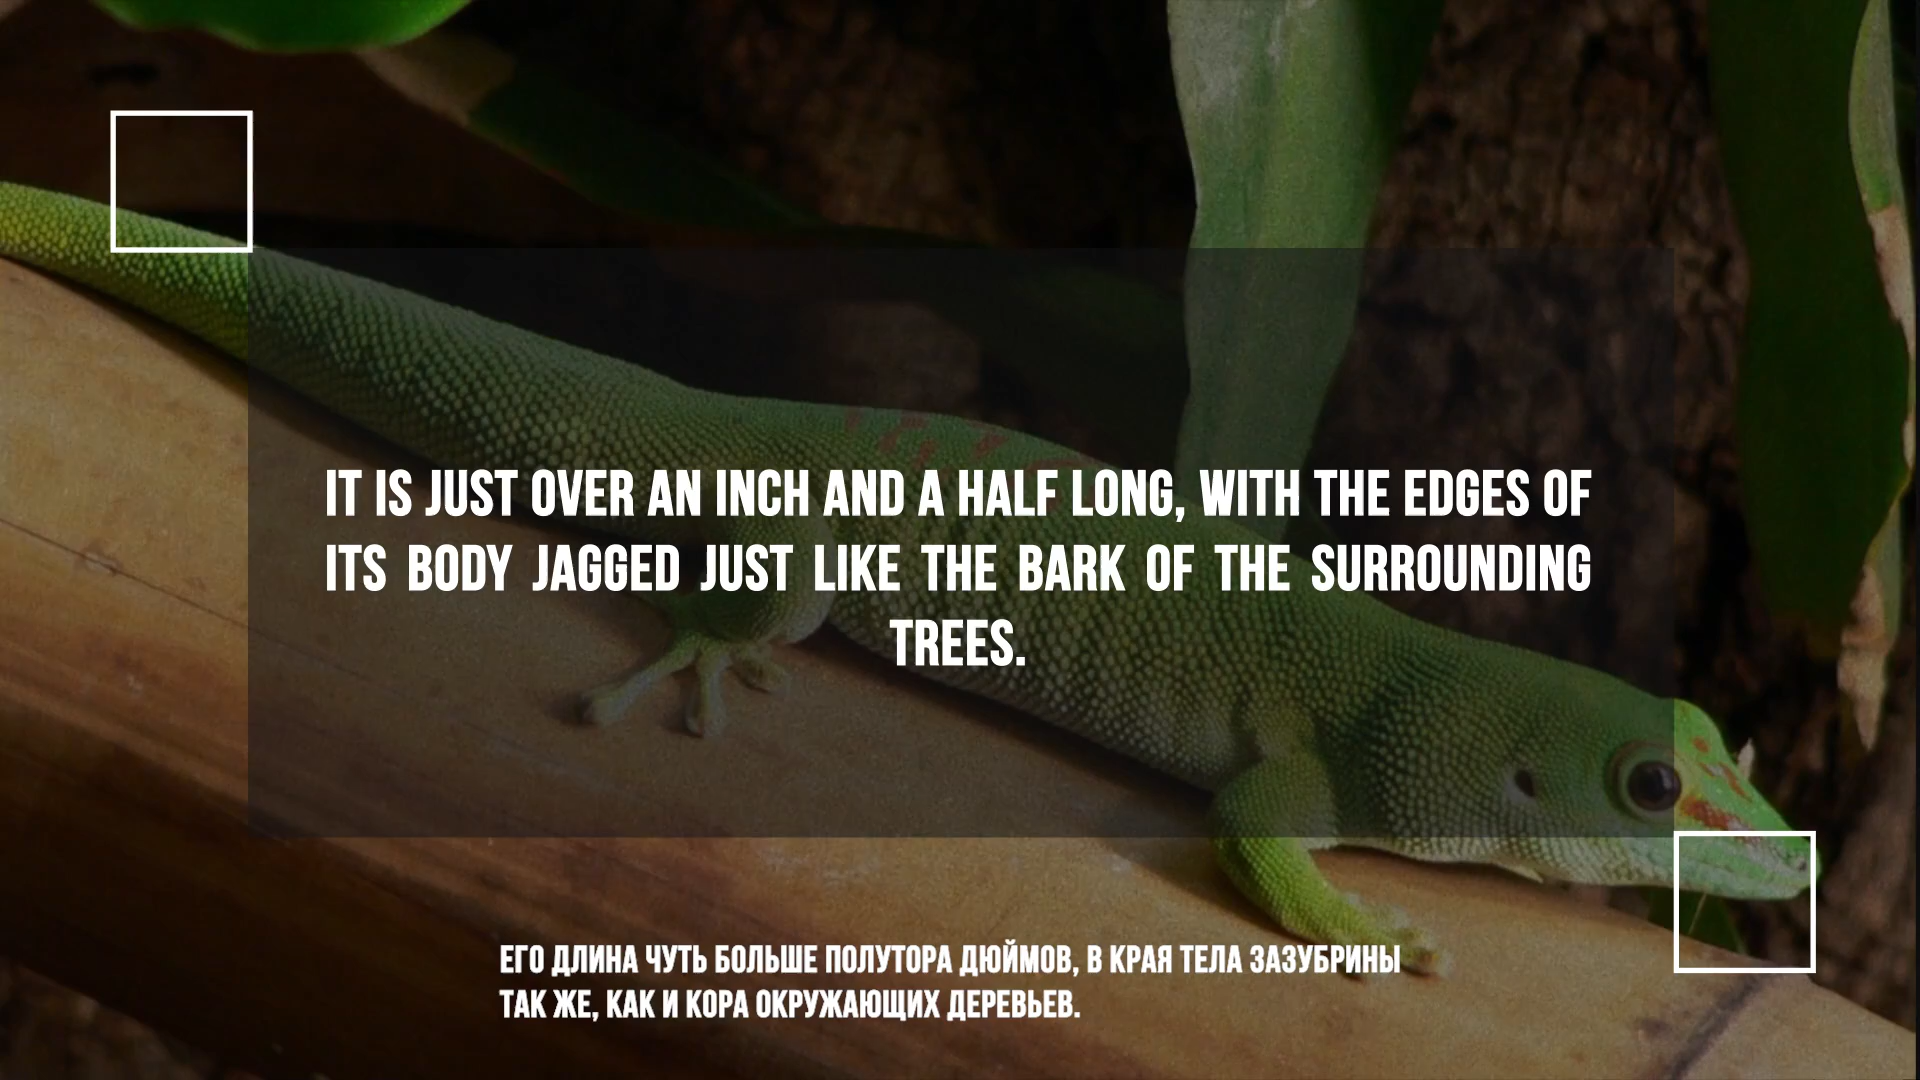 IT IS JUST OVER AN INCH AND A HALF LONG, WITH THE EDGES OF
ITS BODY JAGGED JUST LIKE THE BARK OF THE SURROUNDING
TREES.
ЕГО ДЛИНА ЧУТЬ БОЛЬШЕ ПОЛУТОРА ДЮЙМОВ, В КРАЯ ТЕЛА ЗАЗУБРИНЫ
ТАК ЖЕ, КАК И КОРА ОКРУЖАЮЩИХ ДЕРЕВЬЕВ.